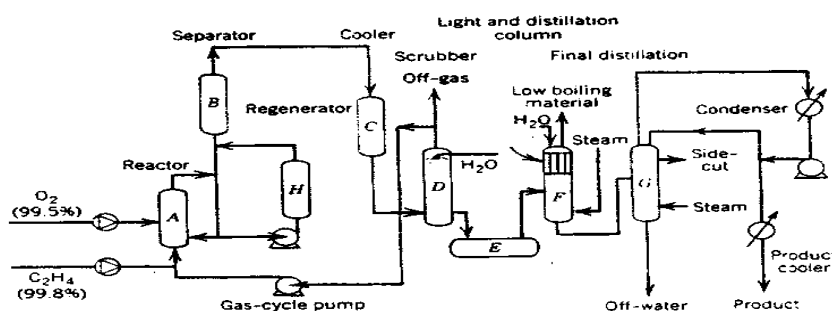 Light and distillation
column
Separator
Cooler
Scrubber
Off-gas
Final distillation
Low boiling
material
H₂O
Steam
Condenser
B
Regenerator
C
Reactor
H
D
H₂O
F
G
Side-
cut
O₂
(99.5%)
A
Steam
E
C₂H₄
(99.8%)
Gas-cycle pump
Produc
cooler
Off-water
Product